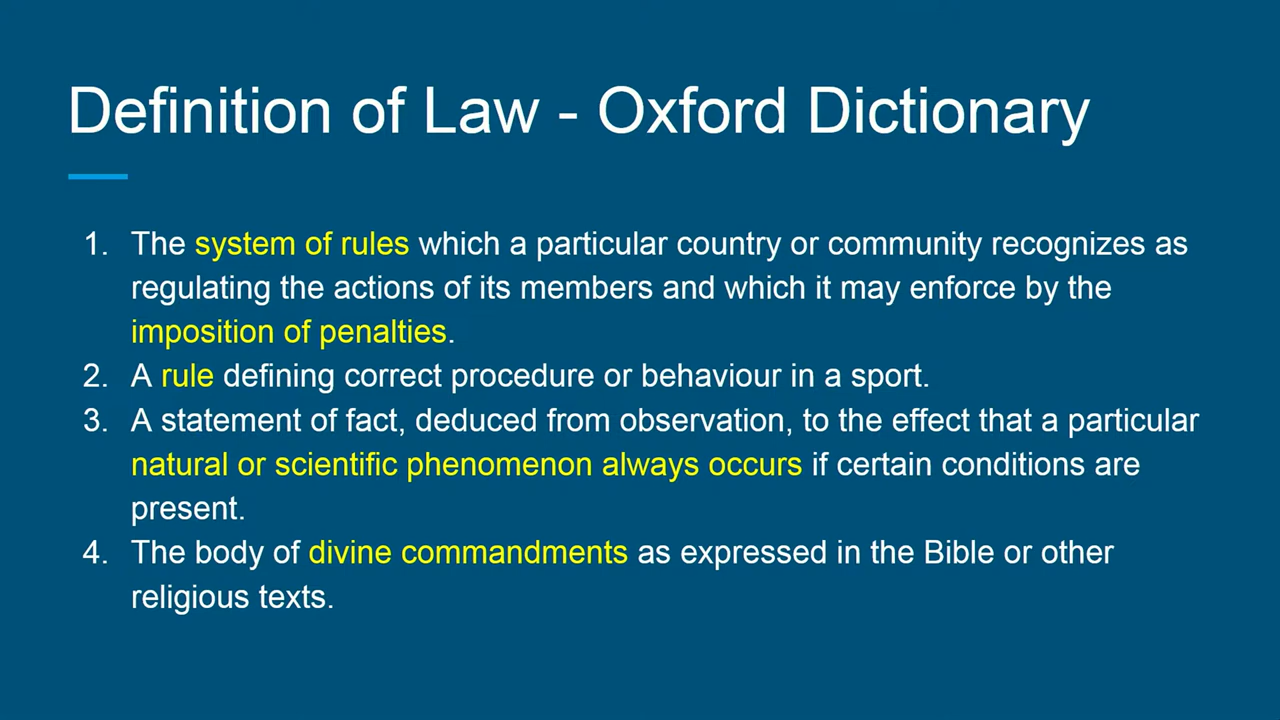 Definition of Law - Oxford Dictionary
1. The system of rules which a particular country or community recognizes as
regulating the actions of its members and which it may enforce by the
imposition of penalties.
2. A rule defining correct procedure or behaviour in a sport.
3. A statement of fact, deduced from observation, to the effect that a particular
natural or scientific phenomenon always occurs if certain conditions are
present.
4. The body of divine commandments as expressed in the Bible or other
religious texts.